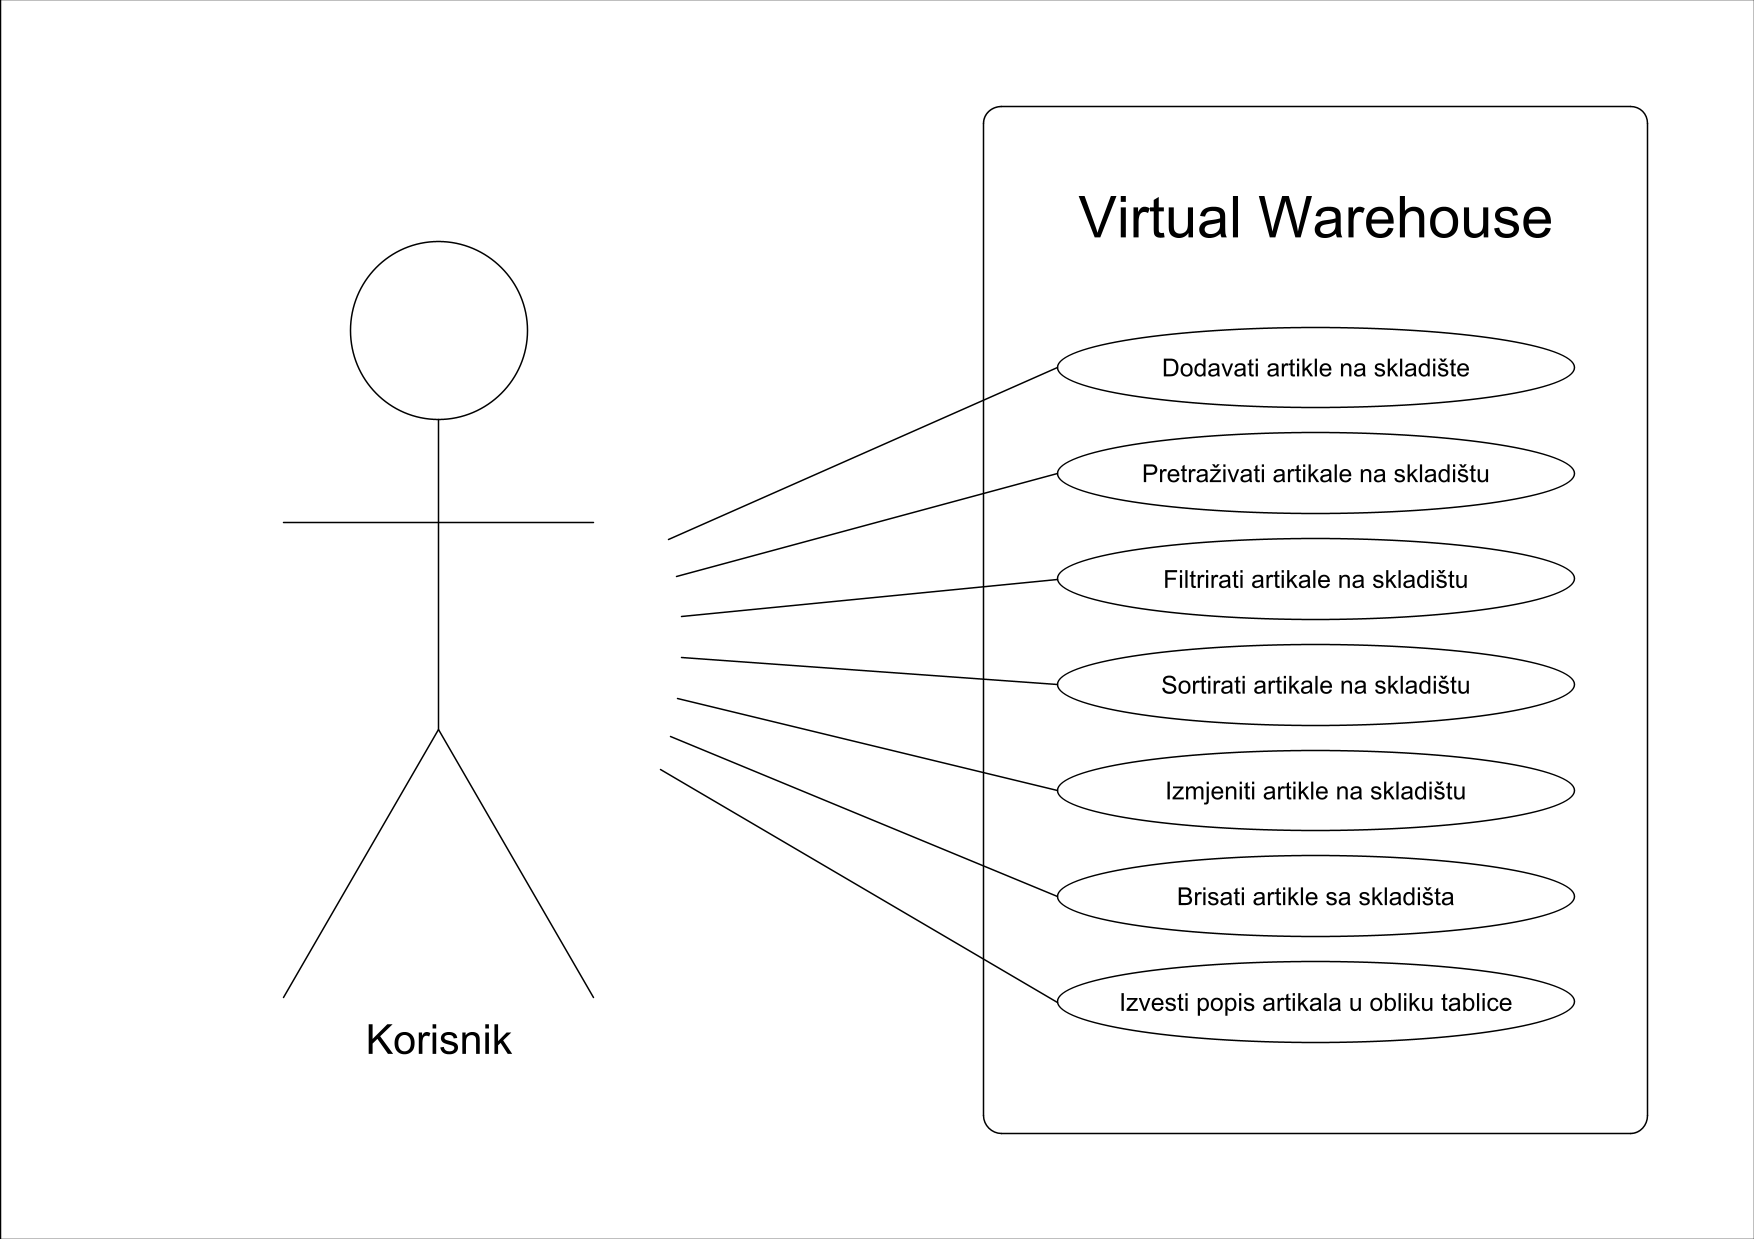 Virtual Warehouse
Dodavati artikle na skladište
Pretraživati artikale na skladištu
Filtrirati artikale na skladištu
Sortirati artikale na skladištu
Izmjeniti artikle na skladištu
Brisati artikle sa skladišta
Izvesti popis artikala u obliku tablice
Korisnik